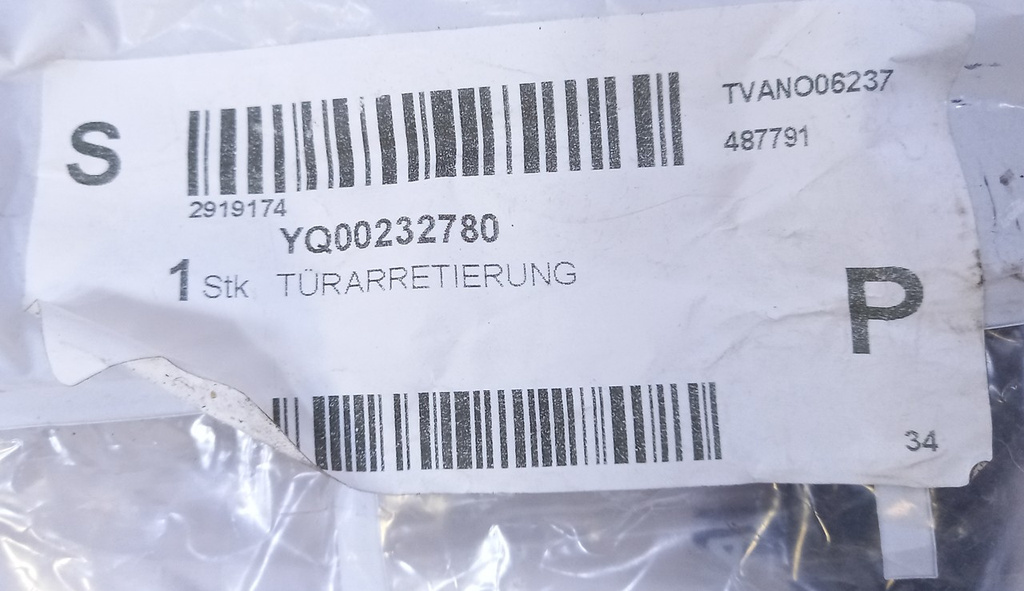 S
TVANO06237
487791
2919174
YQ00232780
1 Stk TÜRARRETIERUNG
P
34